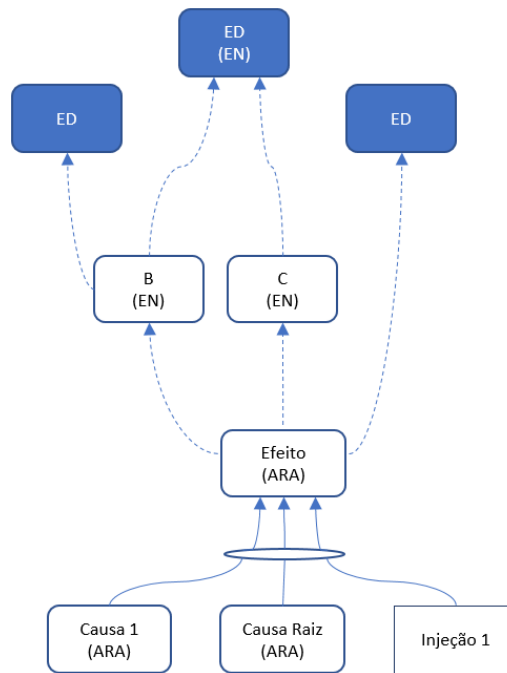 ED
(EN)
ED
ED
B
(EN)
C
(EN)
Efeito
(ARA)
Causa 1
(ARA)
Causa Raiz
(ARA)
Injeção 1